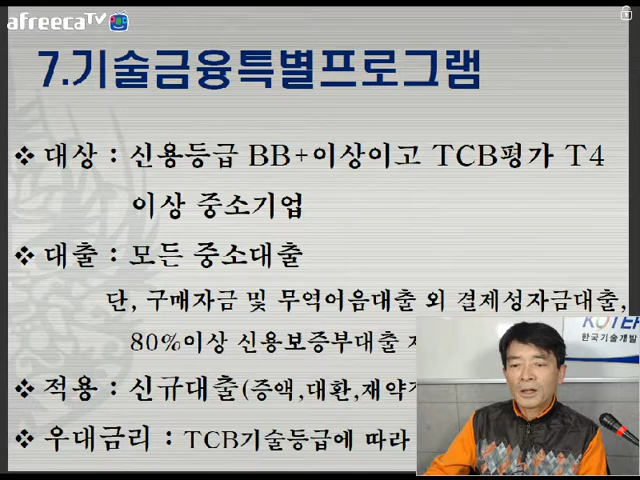 afreecaTV
7.기술금융특별프로그램
❖ 대상 : 신용등급 BB+이상이고 TCB평가 T4
이상 중소기업
❖ 대출 : 모든 중소대출
단, 구매자금 및 무역어음대출 외 결제성자금대출,
80%이상 신용보증부대출
❖ 적용 : 신규대출(증액,대환,재약
❖ 우대금리 : TCB기술등급에 따라
한국기술개발